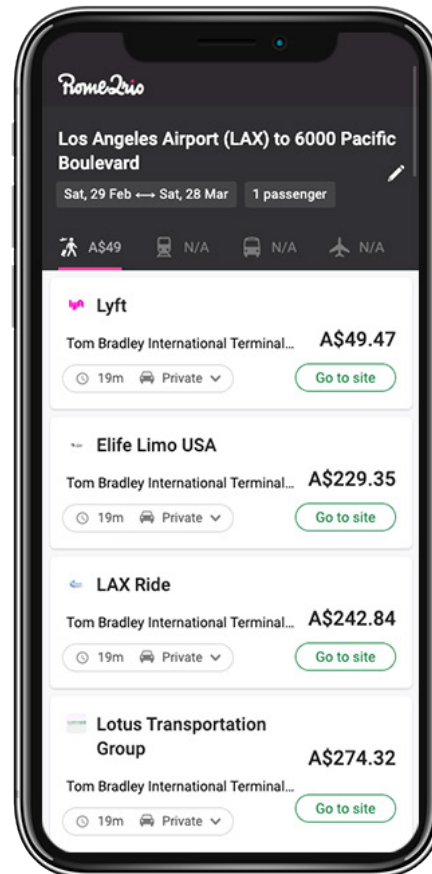 Rome2rio
Los Angeles Airport (LAX) to 6000 Pacific
Boulevard
Sat, 29 Feb ⟷ Sat, 28 Mar 1 passenger
A$49 N/A N/A N/A
Lyft
Tom Bradley International Terminal... A$49.47
19m Private Go to site
Elife Limo USA
Tom Bradley International Terminal... A$229.35
19m Private Go to site
LAX Ride
Tom Bradley International Terminal... A$242.84
19m Private Go to site
Lotus Transportation
Group
A$274.32
Tom Bradley International Terminal...
19m Private Go to site